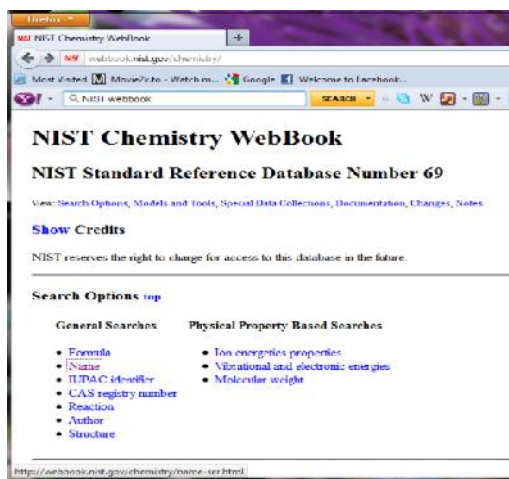 Firefox
NIST Chemistry WebBook +
NIST webbook.nist.gov/chemistry/
Most Visited Movie2k.to - Watch m... Google Welcome to Facebook...
Y! NIST webbook SEARCH W
NIST Chemistry WebBook
NIST Standard Reference Database Number 69
View: Search Options, Models and Tools, Special Data Collections, Documentation, Changes, Notes
Show Credits
NIST reserves the right to charge for access to this database in the future.
Search Options top
General Searches Physical Property Based Searches
• Formula • Ion energetics properties
• Name • Vibrational and electronic energies
• IUPAC identifier • Molecular weight
• CAS registry number
• Reaction
• Author
• Structure
http://webbook.nist.gov/chemistry/name-ser.html